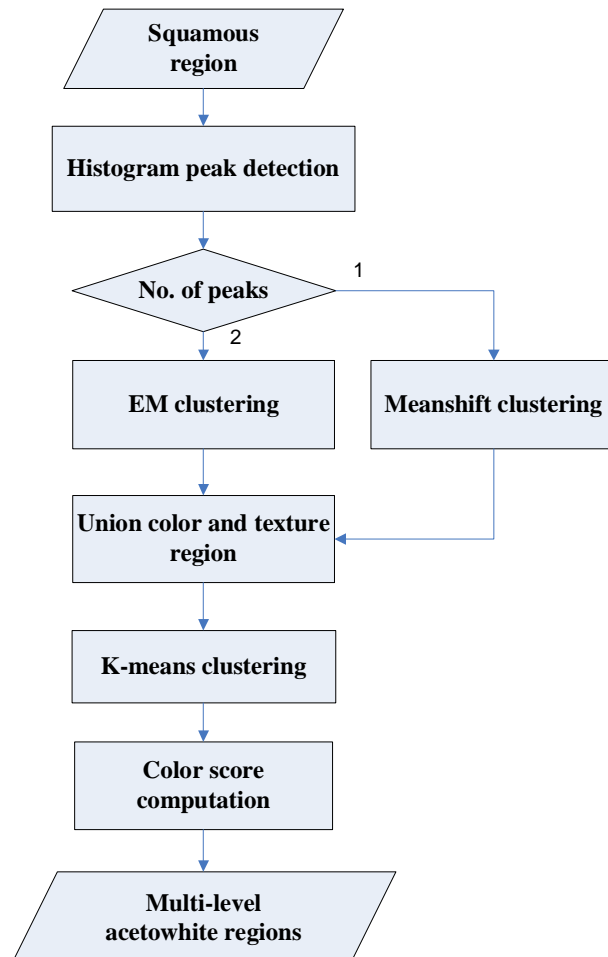 Squamous
region
Histogram peak detection
No. of peaks
1
2
EM clustering
Meanshift clustering
Union color and texture
region
K-means clustering
Color score
computation
Multi-level
acetowhite regions